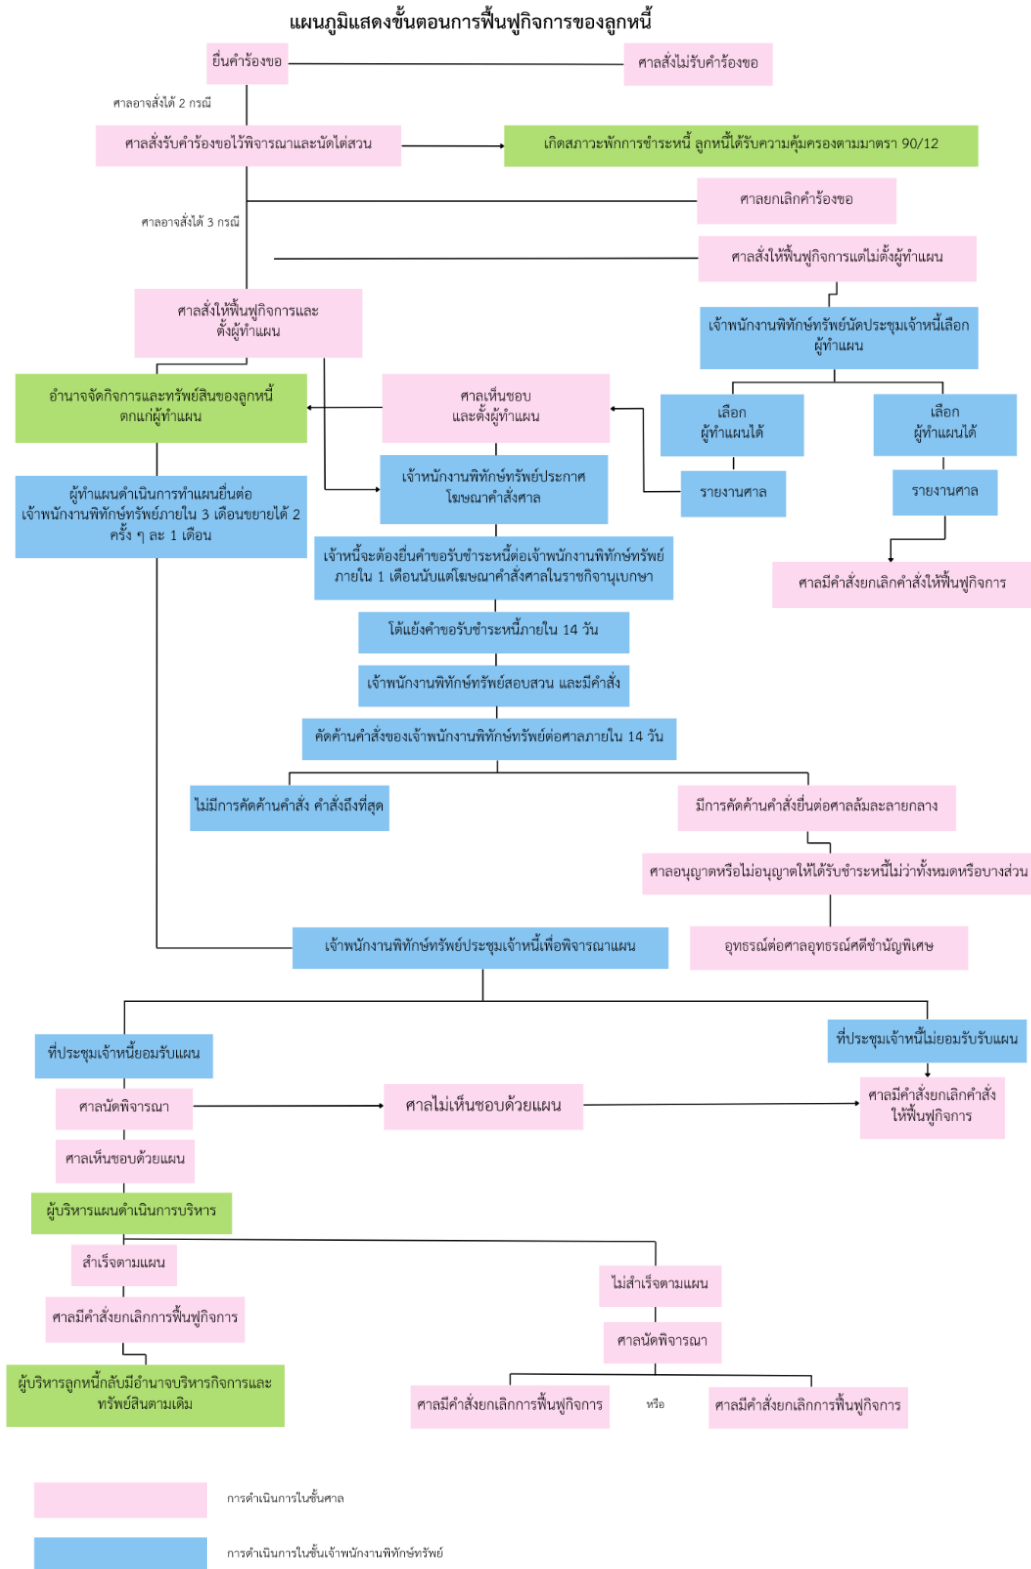 แผนภูมิแสดงขั้นตอนการฟื้นฟูกิจการของลูกหนี้
ยื่นคำร้องขอ
ศาลสั่งไม่รับคำร้องขอ
ศาลอาจสั่งได้ 2 กรณี
ศาลสั่งรับคำร้องขอไว้พิจารณาและนัดไต่สวน
เกิดสภาวะพักการชำระหนี้ ลูกหนี้ได้รับความคุ้มครองตามมาตรา 90/12
ศาลยกเลิกคำร้องขอ
ศาลอาจสั่งได้ 3 กรณี
ศาลสั่งให้ฟื้นฟูกิจการแต่ไม่ตั้งผู้ทำแผน
ศาลสั่งให้ฟื้นฟูกิจการและ
ตั้งผู้ทำแผน
เจ้าพนักงานพิทักษ์ทรัพย์นัดประชุมเจ้าหนี้เลือก
ผู้ทำแผน
อำนาจจัดกิจการและทรัพย์สินของลูกหนี้
ตกแก่ผู้ทำแผน
ศาลเห็นชอบ
และตั้งผู้ทำแผน
เลือก
ผู้ทำแผนได้
เลือก
ผู้ทำแผนได้
เจ้าหนักงานพิทักษ์ทรัพย์ประกาศ
โฆษณาคำสั่งศาล
รายงานศาล
รายงานศาล
ผู้ทำแผนดำเนินการทำแผนยื่นต่อ
เจ้าพนักงานพิทักษ์ทรัพย์ภายใน 3 เดือนขยายได้ 2
ครั้ง ๆ ละ 1 เดือน
เจ้าหนี้จะต้องยื่นคำขอรับชำระหนี้ต่อเจ้าพนักงานพิทักษ์ทรัพย์
ภายใน 1 เดือนนับแต่โฆษณาคำสั่งศาลในราชกิจานุเบกษา
ศาลมีคำสั่งยกเลิกคำสั่งให้ฟื้นฟูกิจการ
โต้แย้งคำขอรับชำระหนี้ภายใน 14 วัน
เจ้าพนักงานพิทักษ์ทรัพย์สอบสวน และมีคำสั่ง
คัดค้านคำสั่งของเจ้าพนักงานพิทักษ์ทรัพย์ต่อศาลภายใน 14 วัน
ไม่มีการคัดค้านคำสั่ง คำสั่งถึงที่สุด
มีการคัดค้านคำสั่งยื่นต่อศาลล้มละลายกลาง
ศาลอนุญาตหรือไม่อนุญาตให้ได้รับชำระหนี้ไม่ว่าทั้งหมดหรือบางส่วน
เจ้าพนักงานพิทักษ์ทรัพย์ประชุมเจ้าหนี้เพื่อพิจารณาแผน
อุทธรณ์ต่อศาลอุทธรณ์ศดีชำนัญพิเศษ
ที่ประชุมเจ้าหนี้ยอมรับแผน
ที่ประชุมเจ้าหนี้ไม่ยอมรับรับแผน
ศาลนัดพิจารณา
ศาลไม่เห็นชอบด้วยแผน
ศาลมีคำสั่งยกเลิกคำสั่ง
ให้ฟื้นฟูกิจการ
ศาลเห็นชอบด้วยแผน
ผู้บริหารแผนดำเนินการบริหาร
สำเร็จตามแผน
ไม่สำเร็จตามแผน
ศาลมีคำสั่งยกเลิกการฟื้นฟูกิจการ
ศาลนัดพิจารณา
ผู้บริหารลูกหนี้กลับมีอำนาจบริหารกิจการและ
ทรัพย์สินตามเดิม
ศาลมีคำสั่งยกเลิกการฟื้นฟูกิจการ
หรือ
ศาลมีคำสั่งยกเลิกการฟื้นฟูกิจการ
การดำเนินการในชั้นศาล
การดำเนินการในชั้นเจ้าพนักงานพิทักษ์ทรัพย์